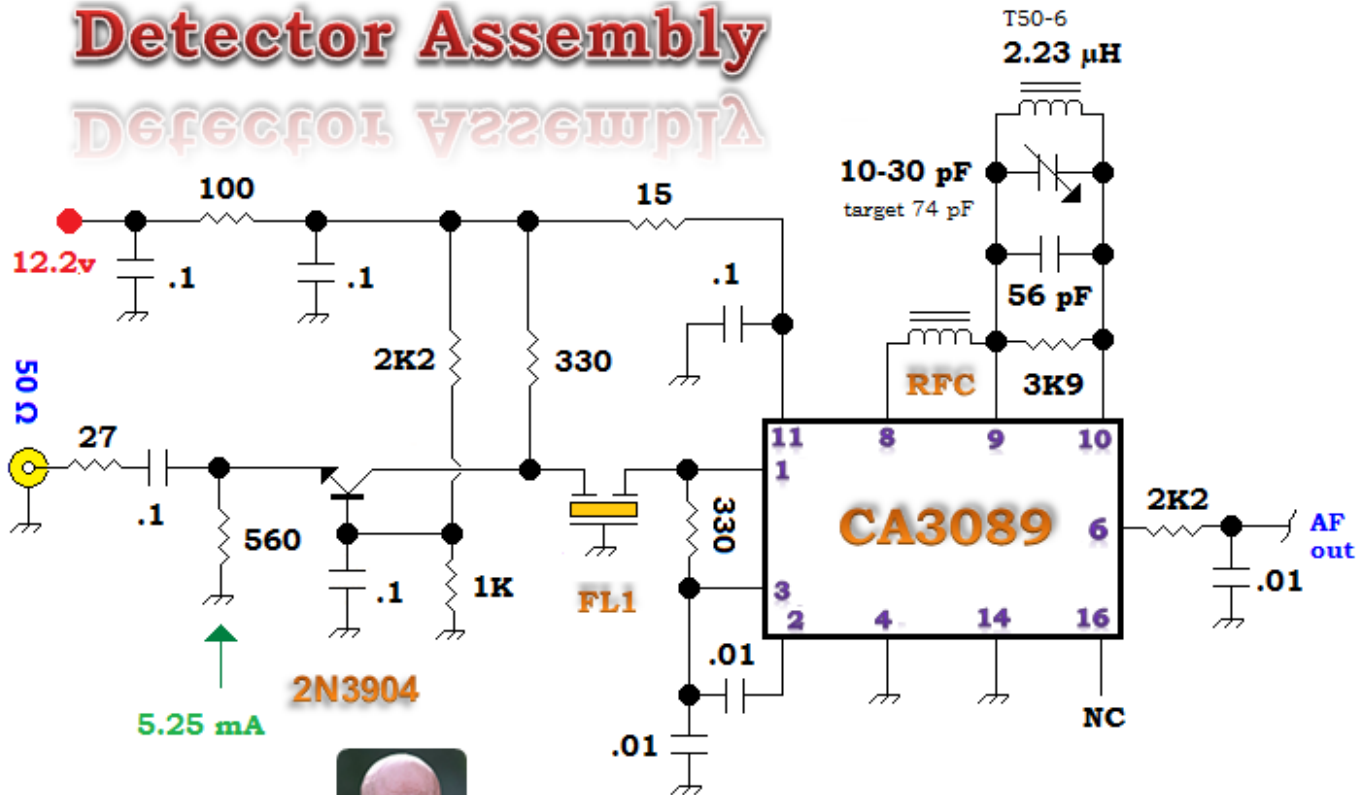 Detector Assembly
Detector Assembly
T50-6
2.23 µH
10-30 pF
target 74 pF
56 pF
3K9
RFC
100
15
12.2v
.1
.1
.1
2K2
330
50 Ω
27
.1
560
.1
1K
5.25 mA
2N3904
FL1
330
.01
.01
11
8
9
10
1
CA3089
6
3
2
4
14
16
NC
2K2
AF
out
.01